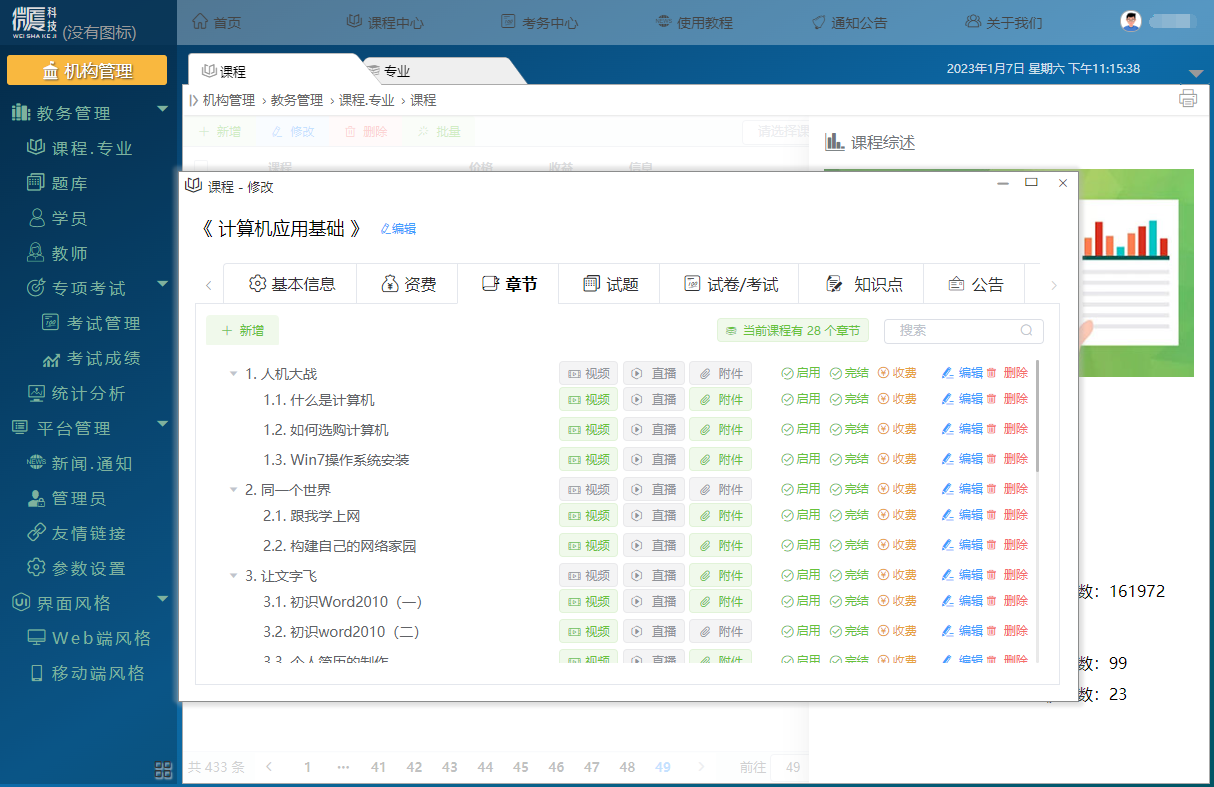 微厦科技
WEI SHA KE JI
(没有图标)
首页
课程中心
考务中心
使用教程
通知公告
关于我们
机构管理
教务管理
课程.专业
题库
学员
教师
专项考试
考试管理
考试成绩
统计分析
平台管理
新闻.通知
管理员
友情链接
参数设置
界面风格
Web端风格
移动端风格
课程
专业
2023年1月7日 星期六 下午11:15:38
机构管理 › 教务管理 › 课程.专业 › 课程
新增 修改 删除 批量
请选择课
课程综述
课程 价格 收益 信息
课程 - 修改
《 计算机应用基础 》 编辑
基本信息 资费 章节 试题 试卷/考试 知识点 公告
新增
当前课程有 28 个章节
搜索
1. 人机大战 视频 直播 附件 启用 完结 收费 编辑 删除
1.1. 什么是计算机 视频 直播 附件 启用 完结 收费 编辑 删除
1.2. 如何选购计算机 视频 直播 附件 启用 完结 收费 编辑 删除
1.3. Win7操作系统安装 视频 直播 附件 启用 完结 收费 编辑 删除
2. 同一个世界 视频 直播 附件 启用 完结 收费 编辑 删除
2.1. 跟我学上网 视频 直播 附件 启用 完结 收费 编辑 删除
2.2. 构建自己的网络家园 视频 直播 附件 启用 完结 收费 编辑 删除
3. 让文字飞 视频 直播 附件 启用 完结 收费 编辑 删除
3.1. 初识Word2010（一） 视频 直播 附件 启用 完结 收费 编辑 删除
3.2. 初识word2010（二） 视频 直播 附件 启用 完结 收费 编辑 删除
3.3. 个人简历的制作 视频 直播 附件 启用 完结 收费 编辑 删除
数：161972
数：99
数：23
共 433 条 1 ··· 41 42 43 44 45 46 47 48 49 前往 49